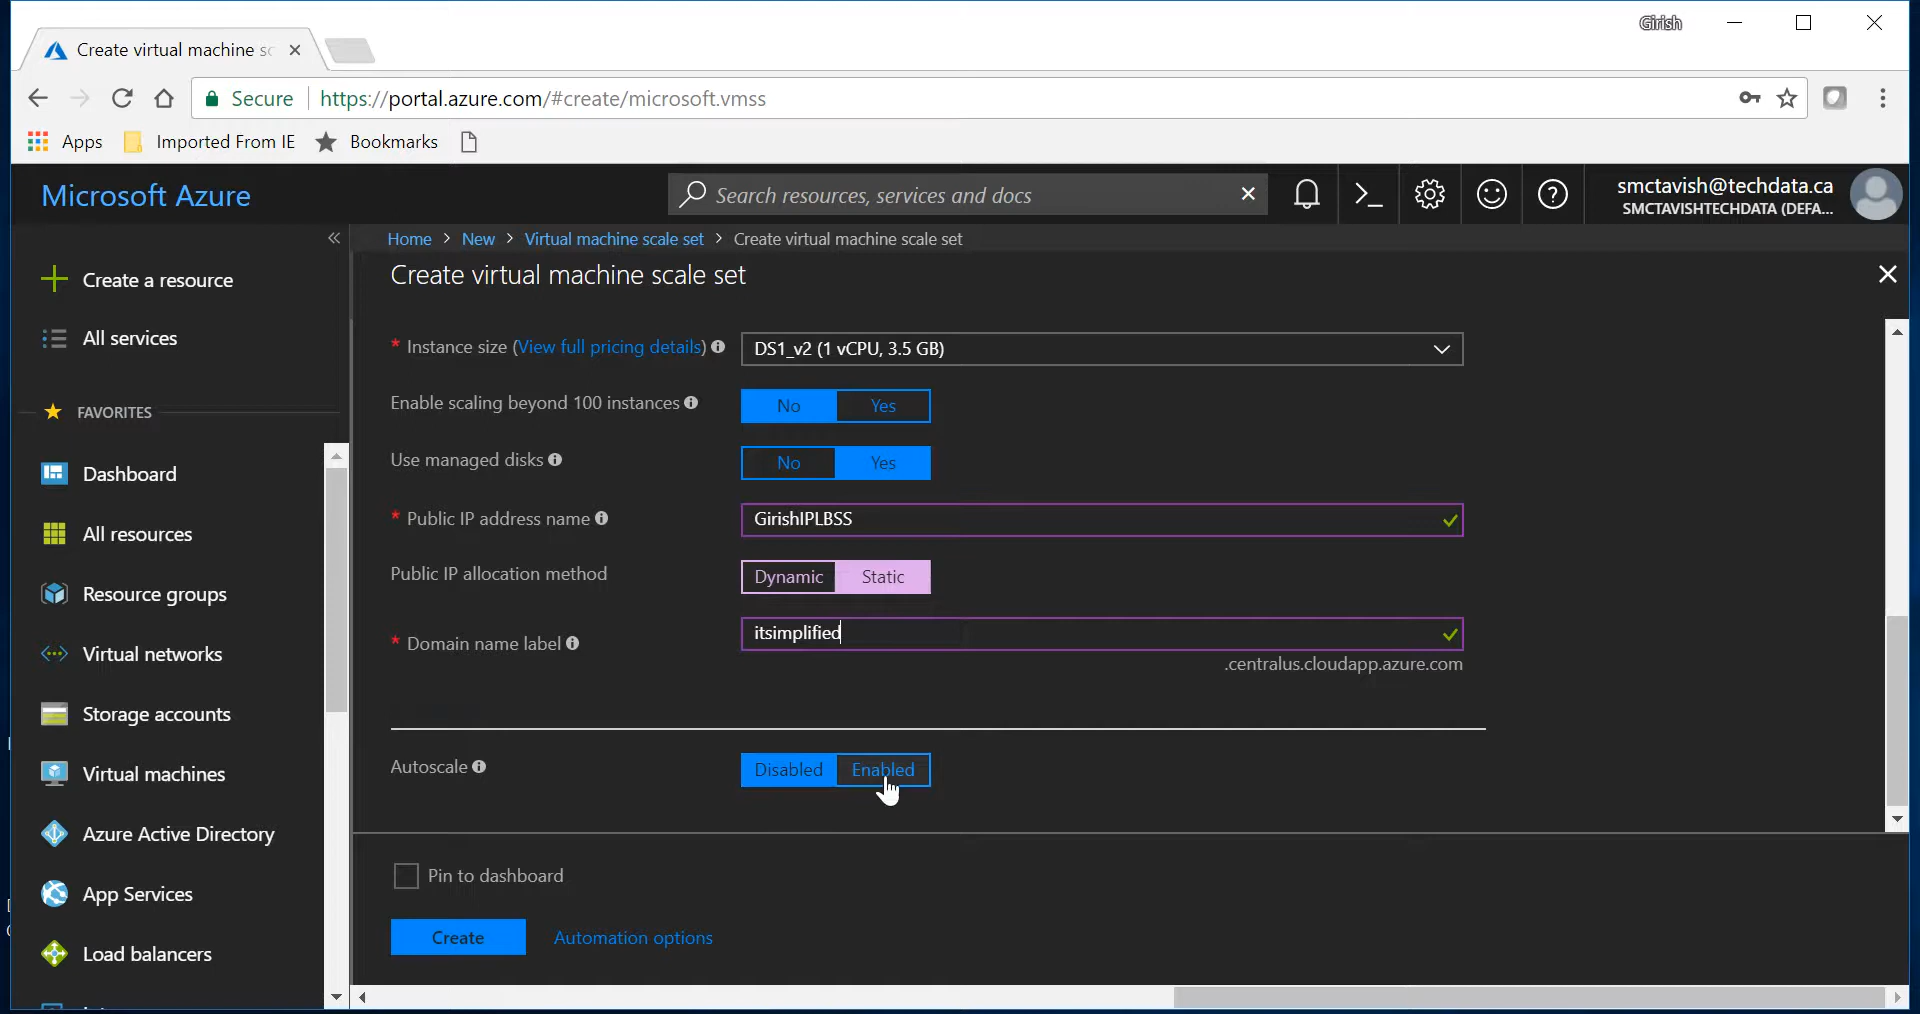 Girish
Create virtual machine sc
Secure https://portal.azure.com/#create/microsoft.vmss
Apps Imported From IE Bookmarks
Microsoft Azure
Search resources, services and docs
smctavish@techdata.ca
SMCTAVISHTECHDATA (DEFA...
Home > New > Virtual machine scale set > Create virtual machine scale set
Create virtual machine scale set
Create a resource
All services
FAVORITES
Dashboard
All resources
Resource groups
Virtual networks
Storage accounts
Virtual machines
Azure Active Directory
App Services
Load balancers
* Instance size (View full pricing details) DS1_v2 (1 vCPU, 3.5 GB)
Enable scaling beyond 100 instances No Yes
Use managed disks No Yes
* Public IP address name GirishIPLBSS
Public IP allocation method Dynamic Static
* Domain name label itsimplified
.centralus.cloudapp.azure.com
Autoscale Disabled Enabled
Pin to dashboard
Create Automation options